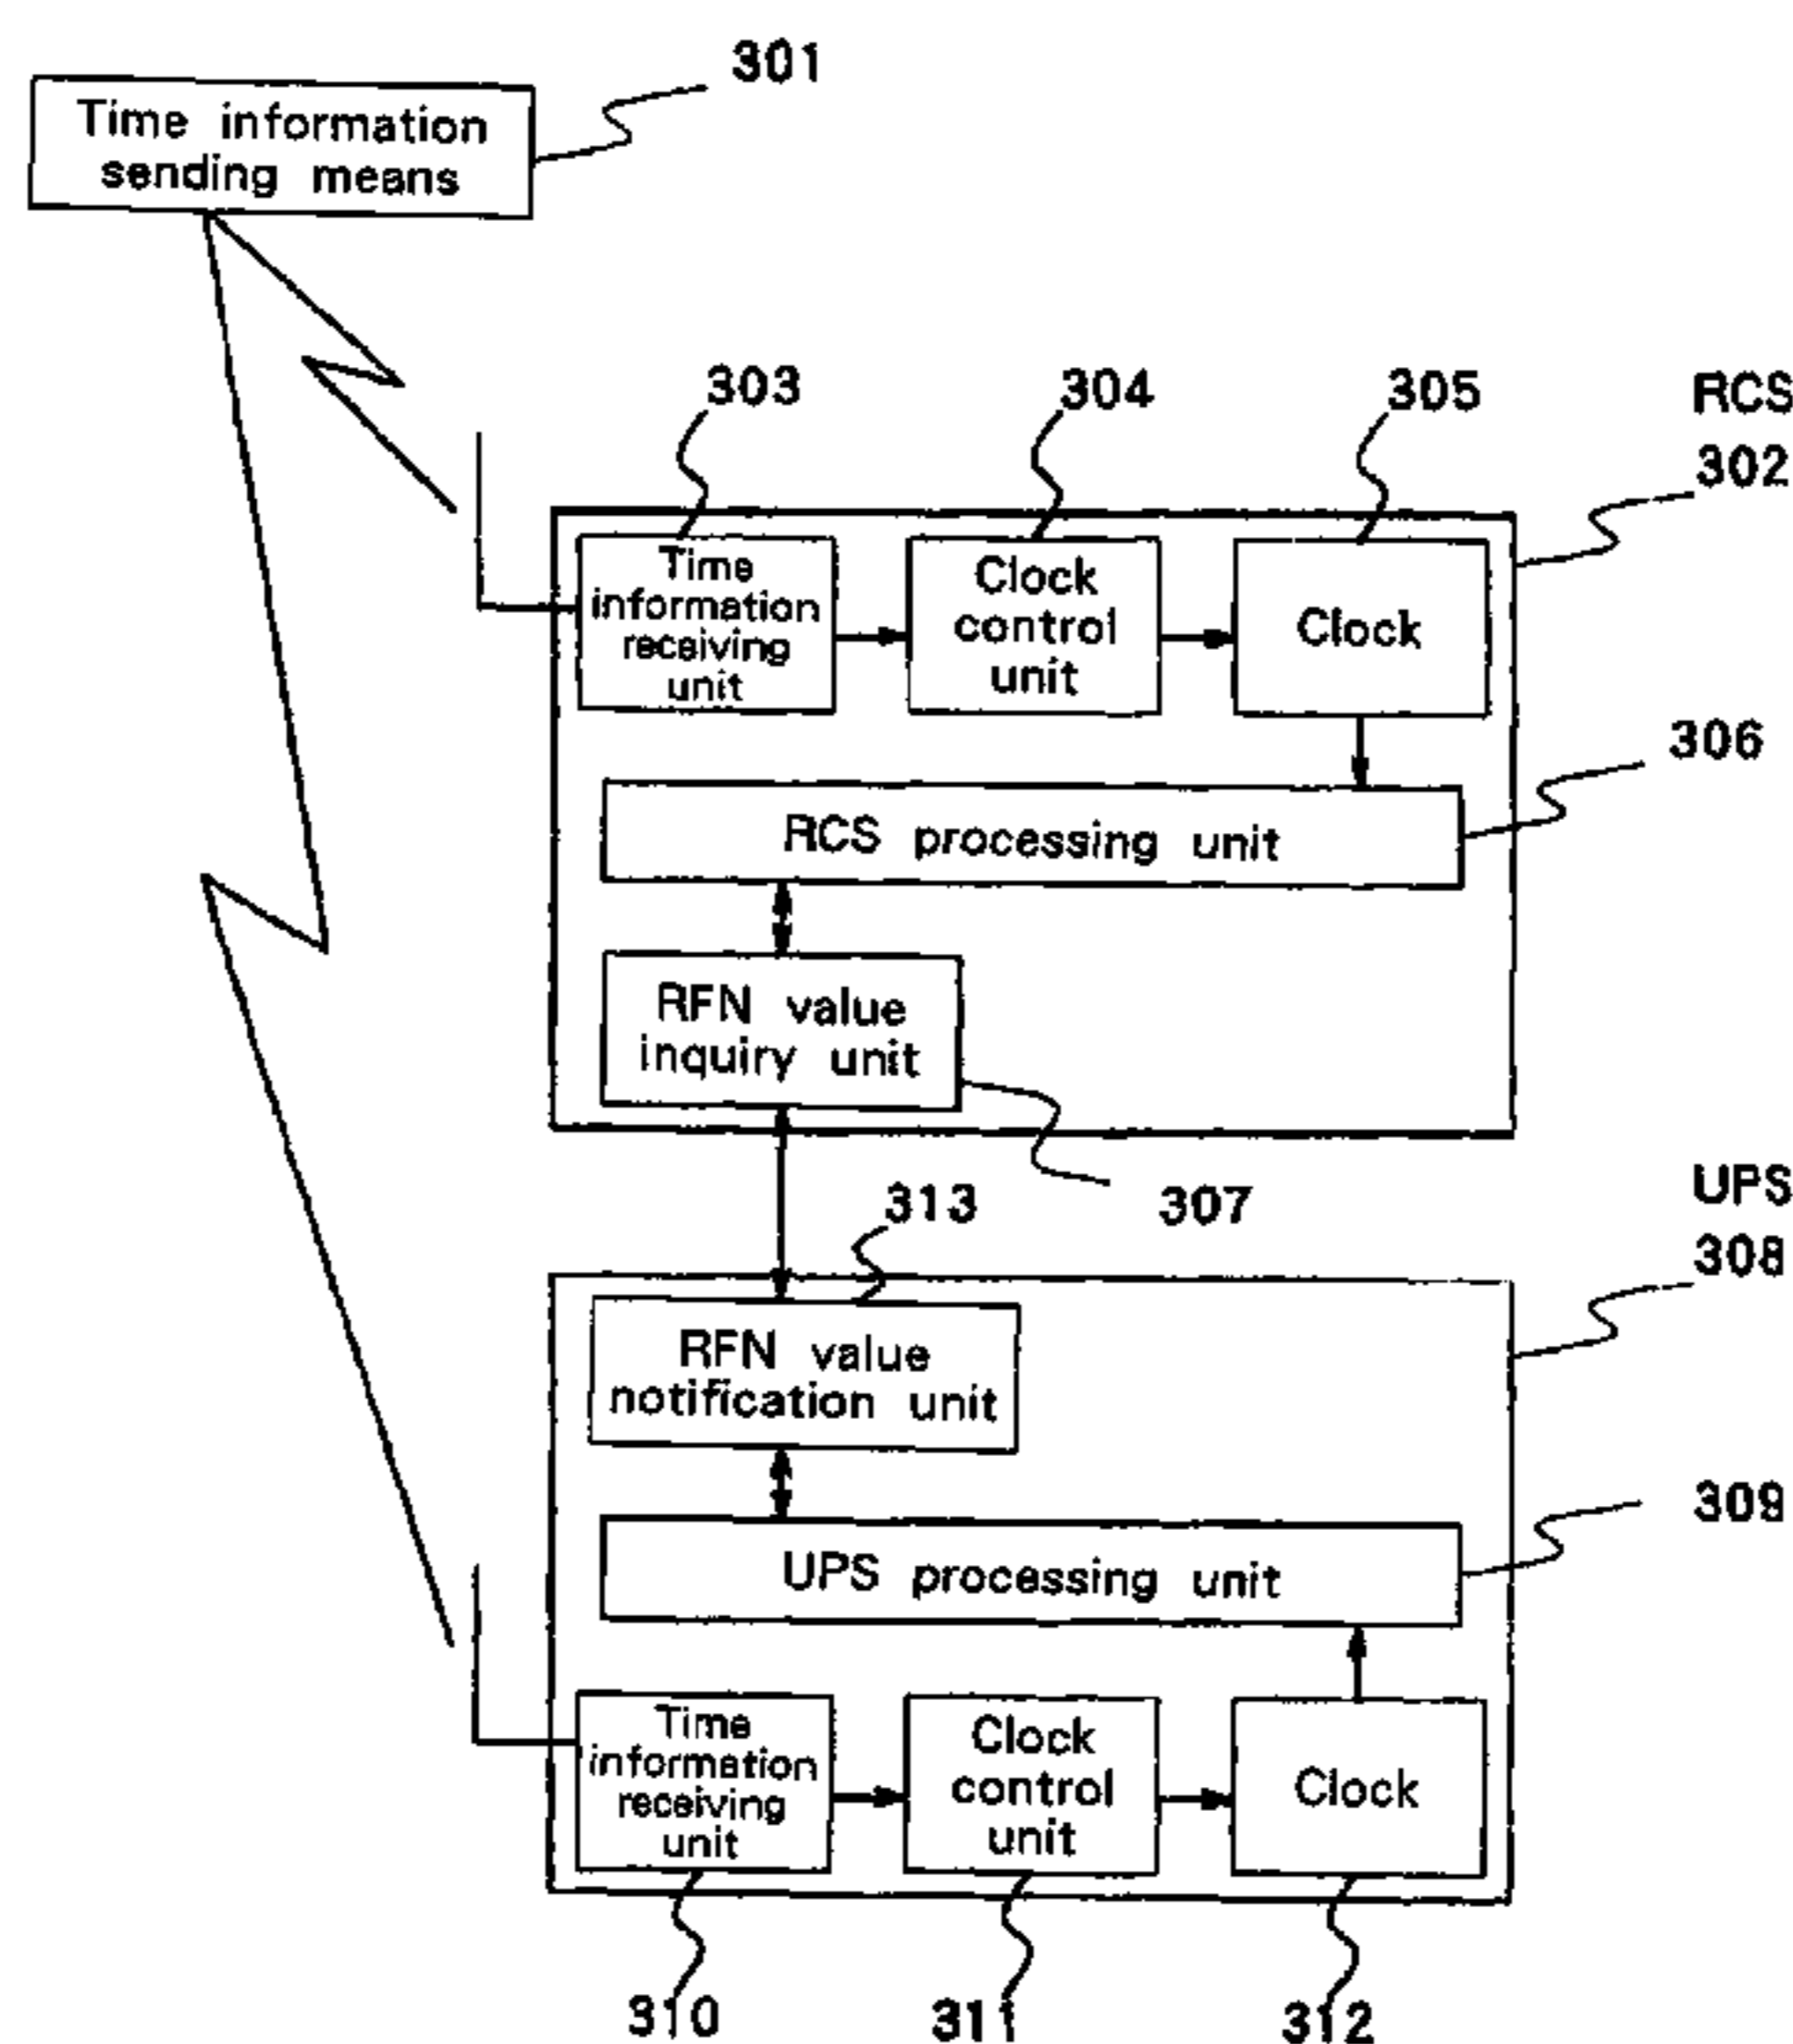 301
Time information
sending means
303
304
305
RCS
302
Time
information
receiving
unit
Clock
control
unit
Clock
306
RCS processing unit
RFN value
inquiry unit
307
313
UPS
308
RFN value
notification unit
309
UPS processing unit
Time
information
receiving
unit
Clock
control
unit
Clock
310
311
312